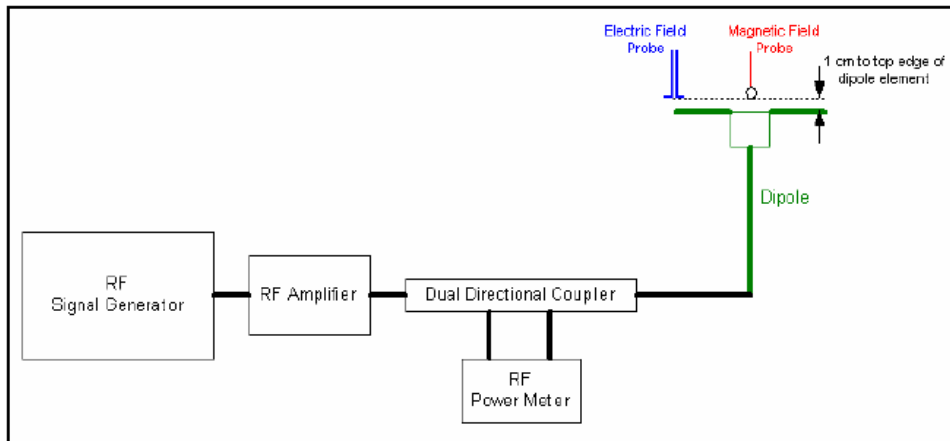 Electric Field
Probe
Magnetic Field
Probe
1 cm to top edge of
dipole element
Dipole
RF
Signal Generator
RF Amplifier
Dual Directional Coupler
RF
Power Meter